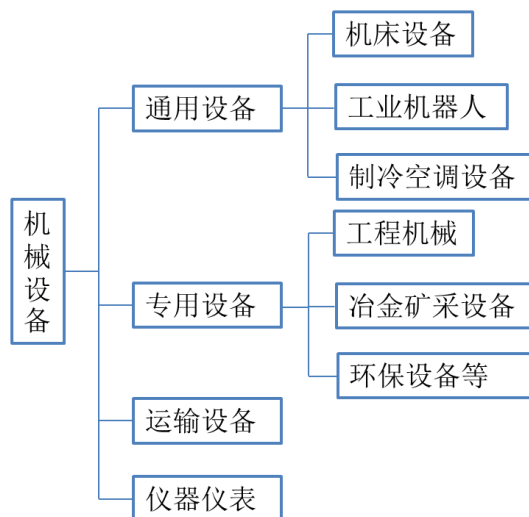 机械设备
通用设备
机床设备
工业机器人
制冷空调设备
专用设备
工程机械
冶金矿采设备
环保设备等
运输设备
仪器仪表